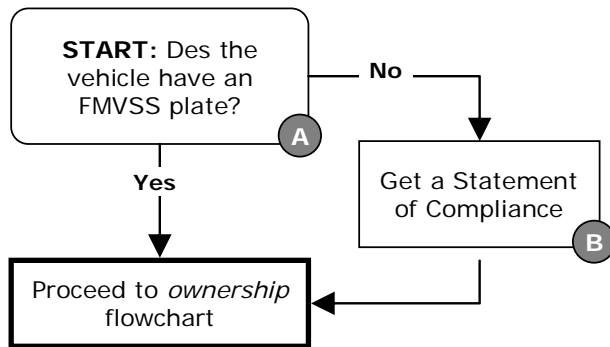 START: Des the
vehicle have an
FMVSS plate?
A
No
Yes
Get a Statement
of Compliance
B
Proceed to ownership
flowchart